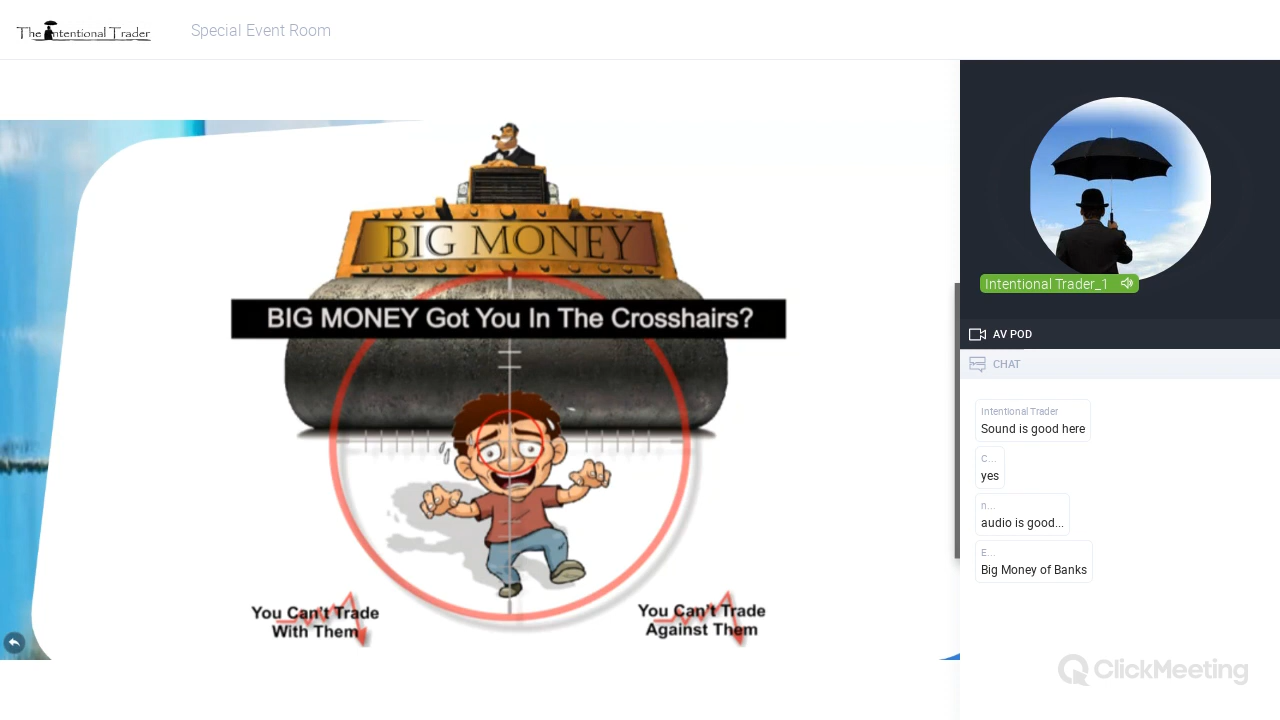 The Intentional Trader
Special Event Room
BIG MONEY
BIG MONEY Got You In The Crosshairs?
You Can't Trade
With Them
You Can't Trade
Against Them
Intentional Trader_1
AV POD
CHAT
Intentional Trader
Sound is good here
C...
yes
n...
audio is good...
E...
Big Money of Banks
ClickMeeting